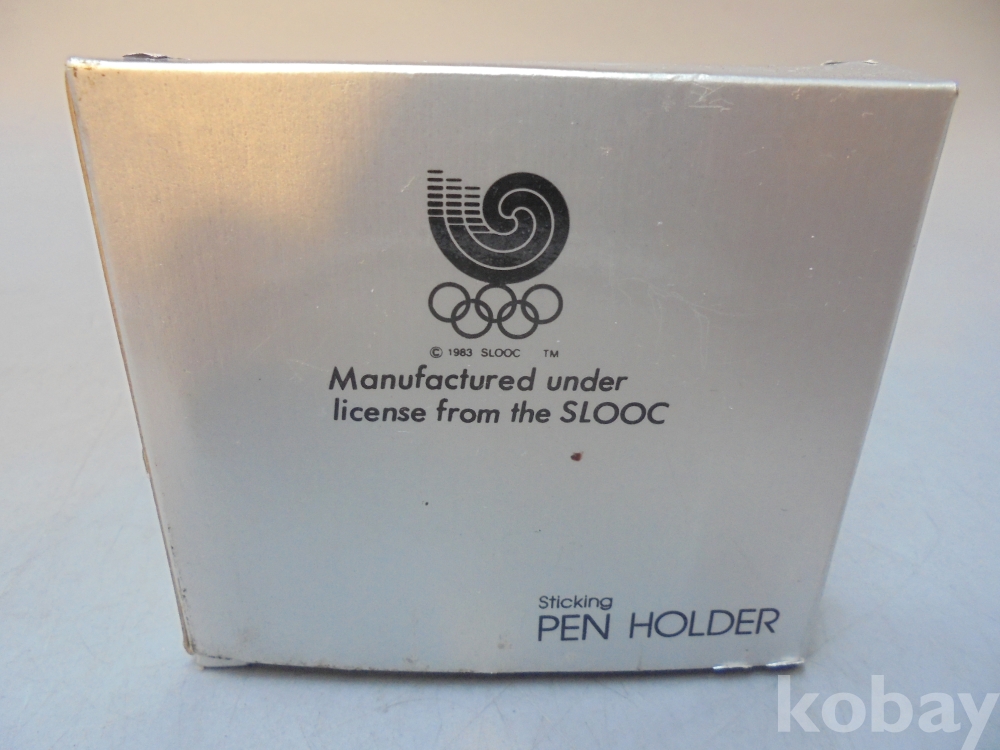 © 1983 SLOOC TM
Manufactured under
license from the SLOOC
Sticking
PEN HOLDER
kobay